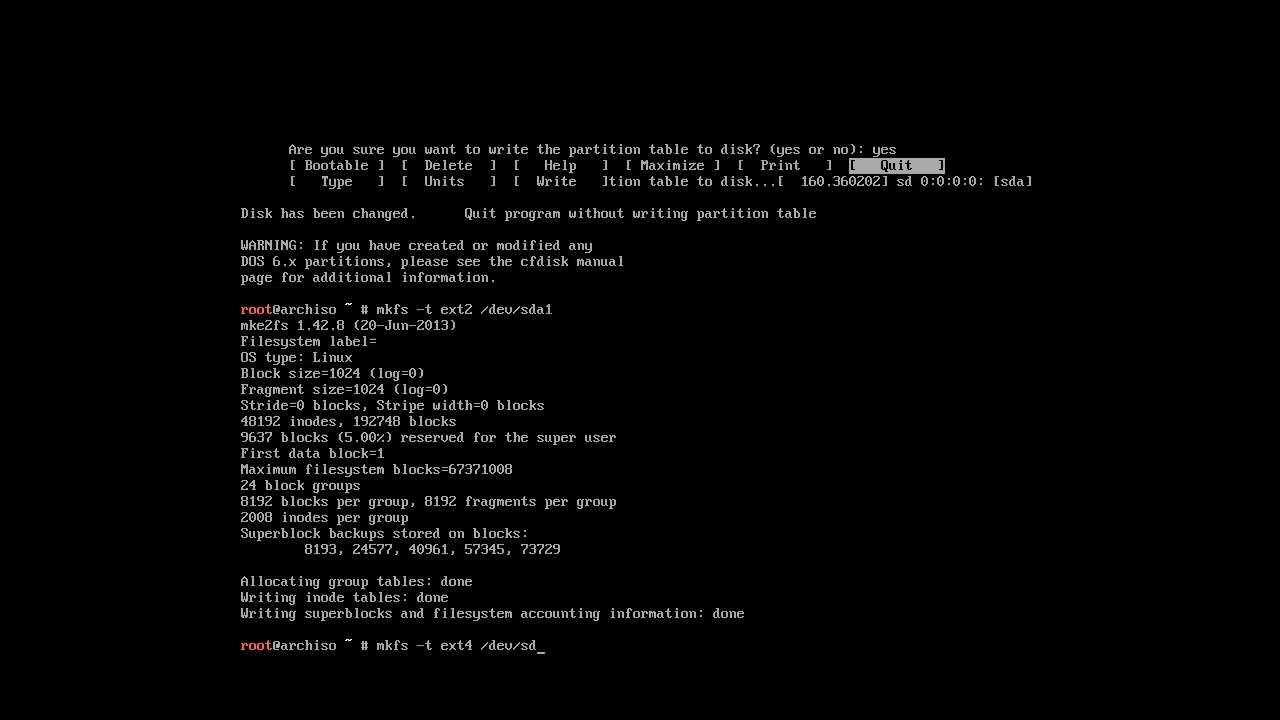 Are you sure you want to write the partition table to disk? (yes or no): yes
[ Bootable ]  [  Delete  ]  [   Help   ]  [ Maximize ]  [  Print   ]  [   Quit   ]
[   Type   ]  [  Units   ]  [  Write   ]tion table to disk...[  160.360202] sd 0:0:0:0: [sda]
Disk has been changed.      Quit program without writing partition table
WARNING: If you have created or modified any
DOS 6.x partitions, please see the cfdisk manual
page for additional information.
root@archiso ~ # mkfs -t ext2 /dev/sda1
mke2fs 1.42.8 (20-Jun-2013)
Filesystem label=
OS type: Linux
Block size=1024 (log=0)
Fragment size=1024 (log=0)
Stride=0 blocks, Stripe width=0 blocks
48192 inodes, 192748 blocks
9637 blocks (5.00%) reserved for the super user
First data block=1
Maximum filesystem blocks=67371008
24 block groups
8192 blocks per group, 8192 fragments per group
2008 inodes per group
Superblock backups stored on blocks:
8193, 24577, 40961, 57345, 73729
Allocating group tables: done
Writing inode tables: done
Writing superblocks and filesystem accounting information: done
root@archiso ~ # mkfs -t ext4 /dev/sd_